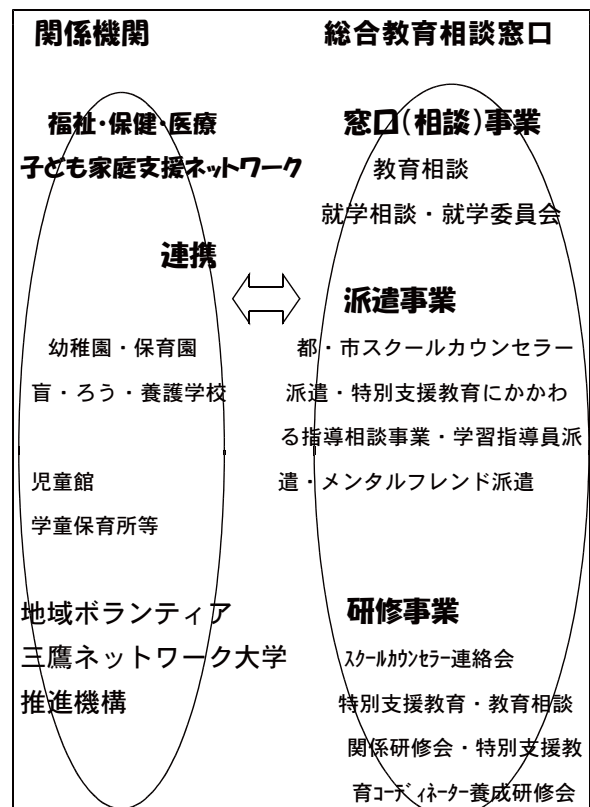 関係機関
福祉・保健・医療
子ども家庭支援ネットワーク
連携
幼稚園・保育園
盲・ろう・養護学校
児童館
学童保育所等
地域ボランティア
三鷹ネットワーク大学
推進機構
総合教育相談窓口
窓口(相談)事業
教育相談
就学相談・就学委員会
派遣事業
都・市スクールカウンセラー
派遣・特別支援教育にかかわ
る指導相談事業・学習指導員派
遣・メンタルフレンド派遣
研修事業
スクールカウンセラー連絡会
特別支援教育・教育相談
関係研修会・特別支援教
育コーディネーター養成研修会